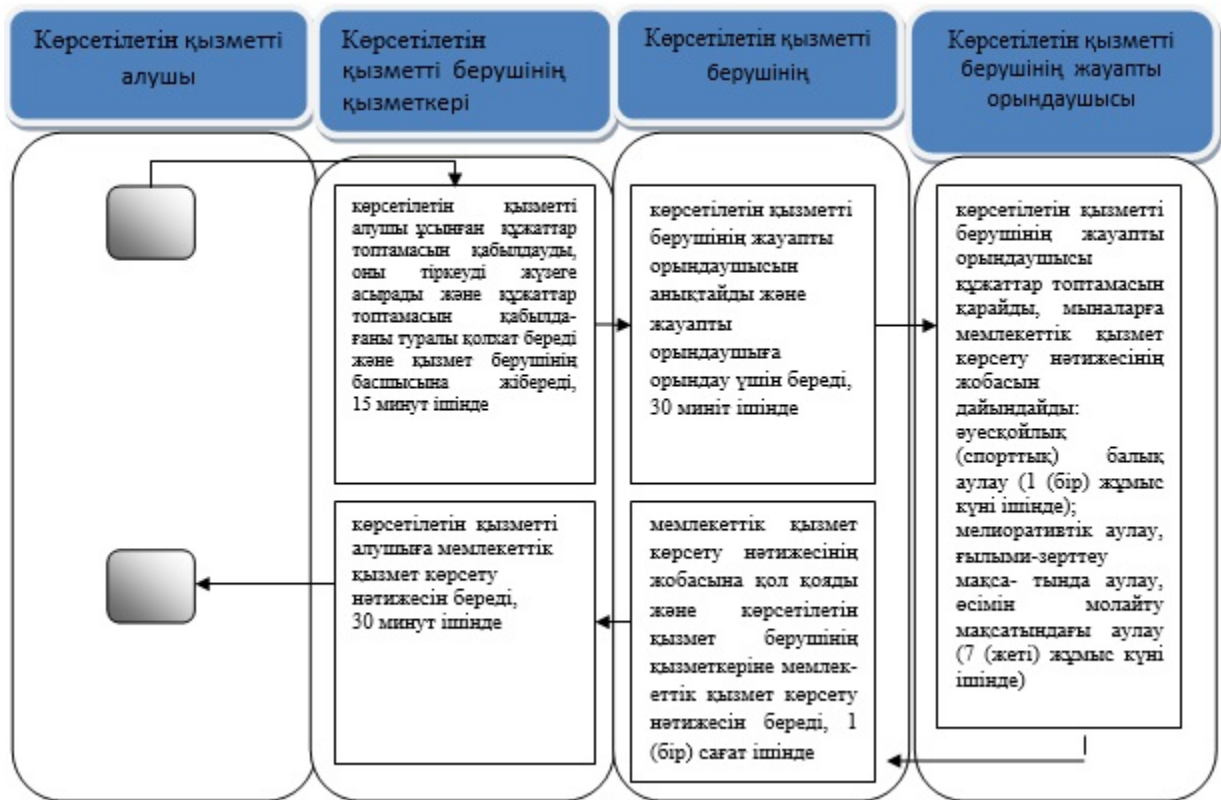 Көрсетілетін қызметті
алушы
Көрсетілетін
қызметті берушінің
қызметкері
Көрсетілетін қызметті
берушінің
Көрсетілетін қызметті
берушінің жауапты
орындаушысы
көрсетілетін қызметті
алушы ұсынған құжаттар
топтамасын қабылдауды,
оны тіркеуді жүзеге
асырады және құжаттар
топтамасын қабылда-
ғаны туралы қолхат береді
және қызмет берушінің
басшысына жібереді,
15 минут ішінде
көрсетілетін қызметті
берушінің жауапты
орындаушысын
анықтайды және
жауапты
орындаушыға
орындау үшін береді,
30 миніт ішінде
көрсетілетін қызметті
берушінің жауапты
орындаушысы
құжаттар топтамасын
қарайды, мыналарға
мемлекеттік қызмет
көрсету нәтижесінің
жобасын
дайындайды:
әуесқойлық
(спорттық) балық
аулау (1 (бір) жұмыс
күні ішінде);
мелиоративтік аулау,
ғылыми-зерттеу
мақса- тында аулау,
өсімін молайту
мақсатындағы аулау
(7 (жеті) жұмыс күні
ішінде)
көрсетілетін қызметті
алушыға мемлекеттік
қызмет көрсету
нәтижесін береді,
30 минут ішінде
мемлекеттік қызмет
көрсету нәтижесінің
жобасына қол қояды
және көрсетілетін
қызмет берушінің
қызметкеріне мемлек-
еттік қызмет көрсету
нәтижесін береді, 1
(бір) сағат ішінде